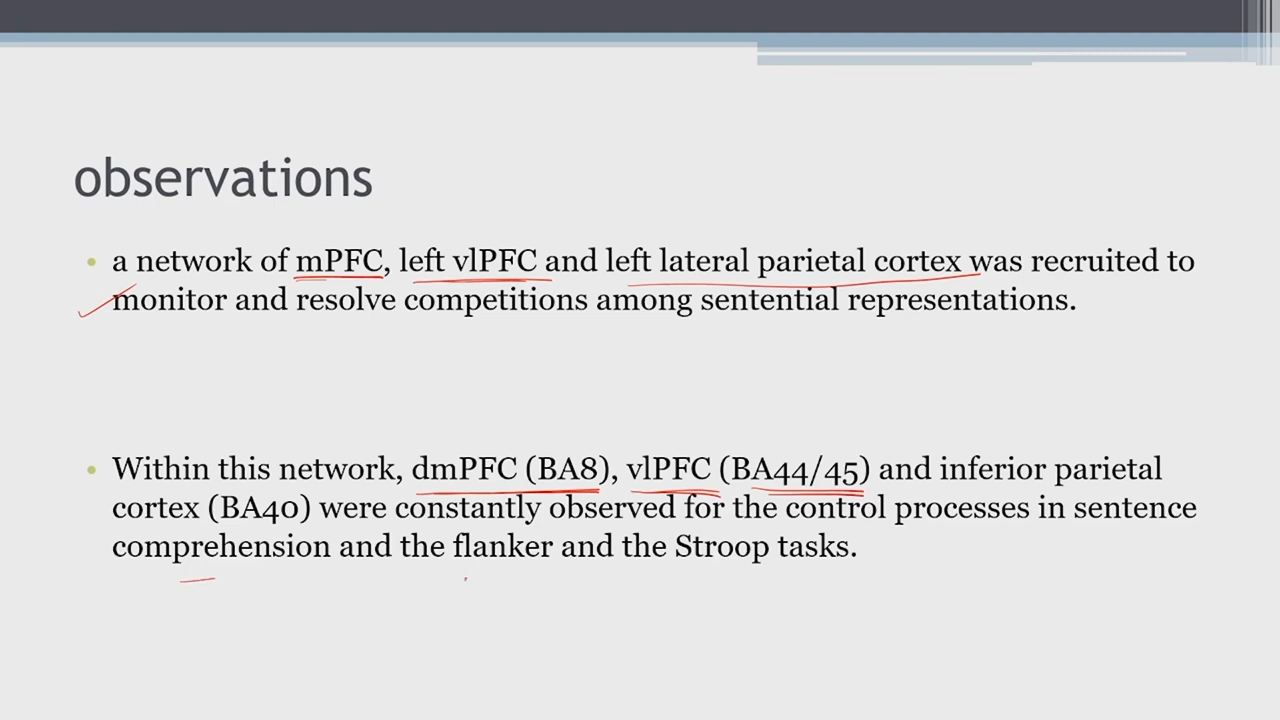 observations
a network of mPFC, left vlPFC and left lateral parietal cortex was recruited to
monitor and resolve competitions among sentential representations.
Within this network, dmPFC (BA8), vlPFC (BA44/45) and inferior parietal
cortex (BA40) were constantly observed for the control processes in sentence
comprehension and the flanker and the Stroop tasks.